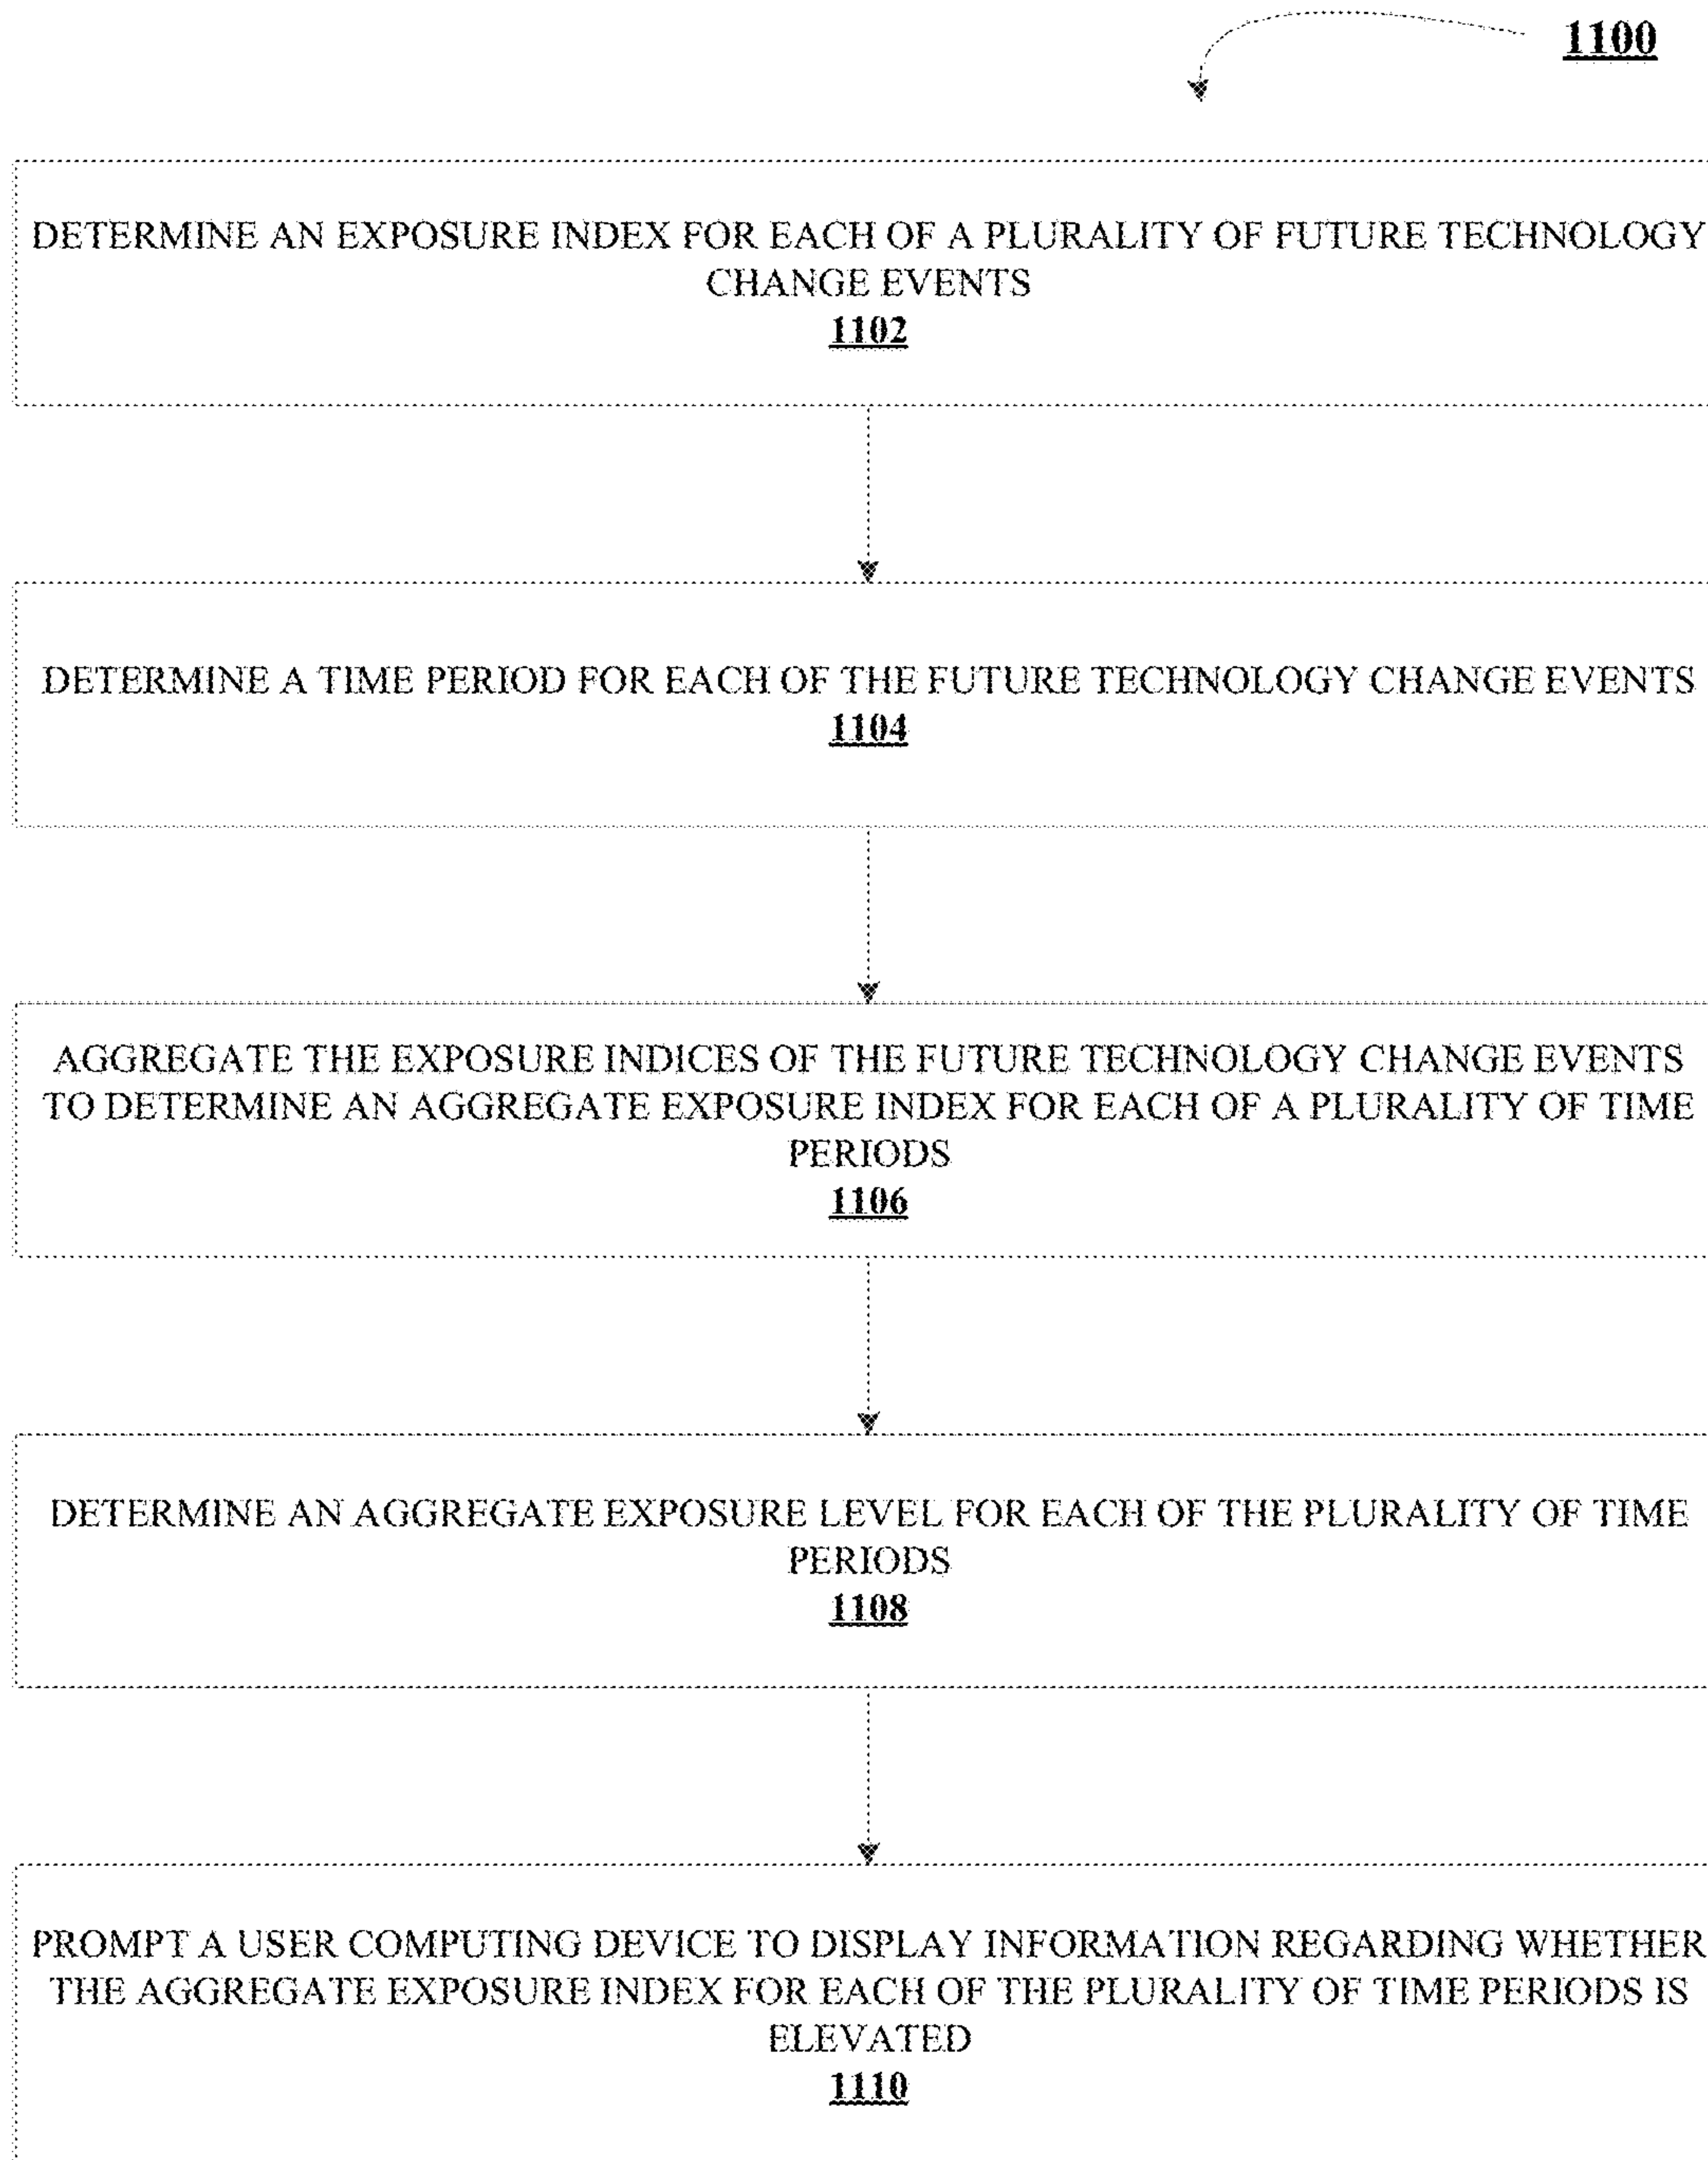 1100
DETERMINE AN EXPOSURE INDEX FOR EACH OF A PLURALITY OF FUTURE TECHNOLOGY
CHANGE EVENTS
1102
DETERMINE A TIME PERIOD FOR EACH OF THE FUTURE TECHNOLOGY CHANGE EVENTS
1104
AGGREGATE THE EXPOSURE INDICES OF THE FUTURE TECHNOLOGY CHANGE EVENTS
TO DETERMINE AN AGGREGATE EXPOSURE INDEX FOR EACH OF A PLURALITY OF TIME
PERIODS
1106
DETERMINE AN AGGREGATE EXPOSURE LEVEL FOR EACH OF THE PLURALITY OF TIME
PERIODS
1108
PROMPT A USER COMPUTING DEVICE TO DISPLAY INFORMATION REGARDING WHETHER
THE AGGREGATE EXPOSURE INDEX FOR EACH OF THE PLURALITY OF TIME PERIODS IS
ELEVATED
1110